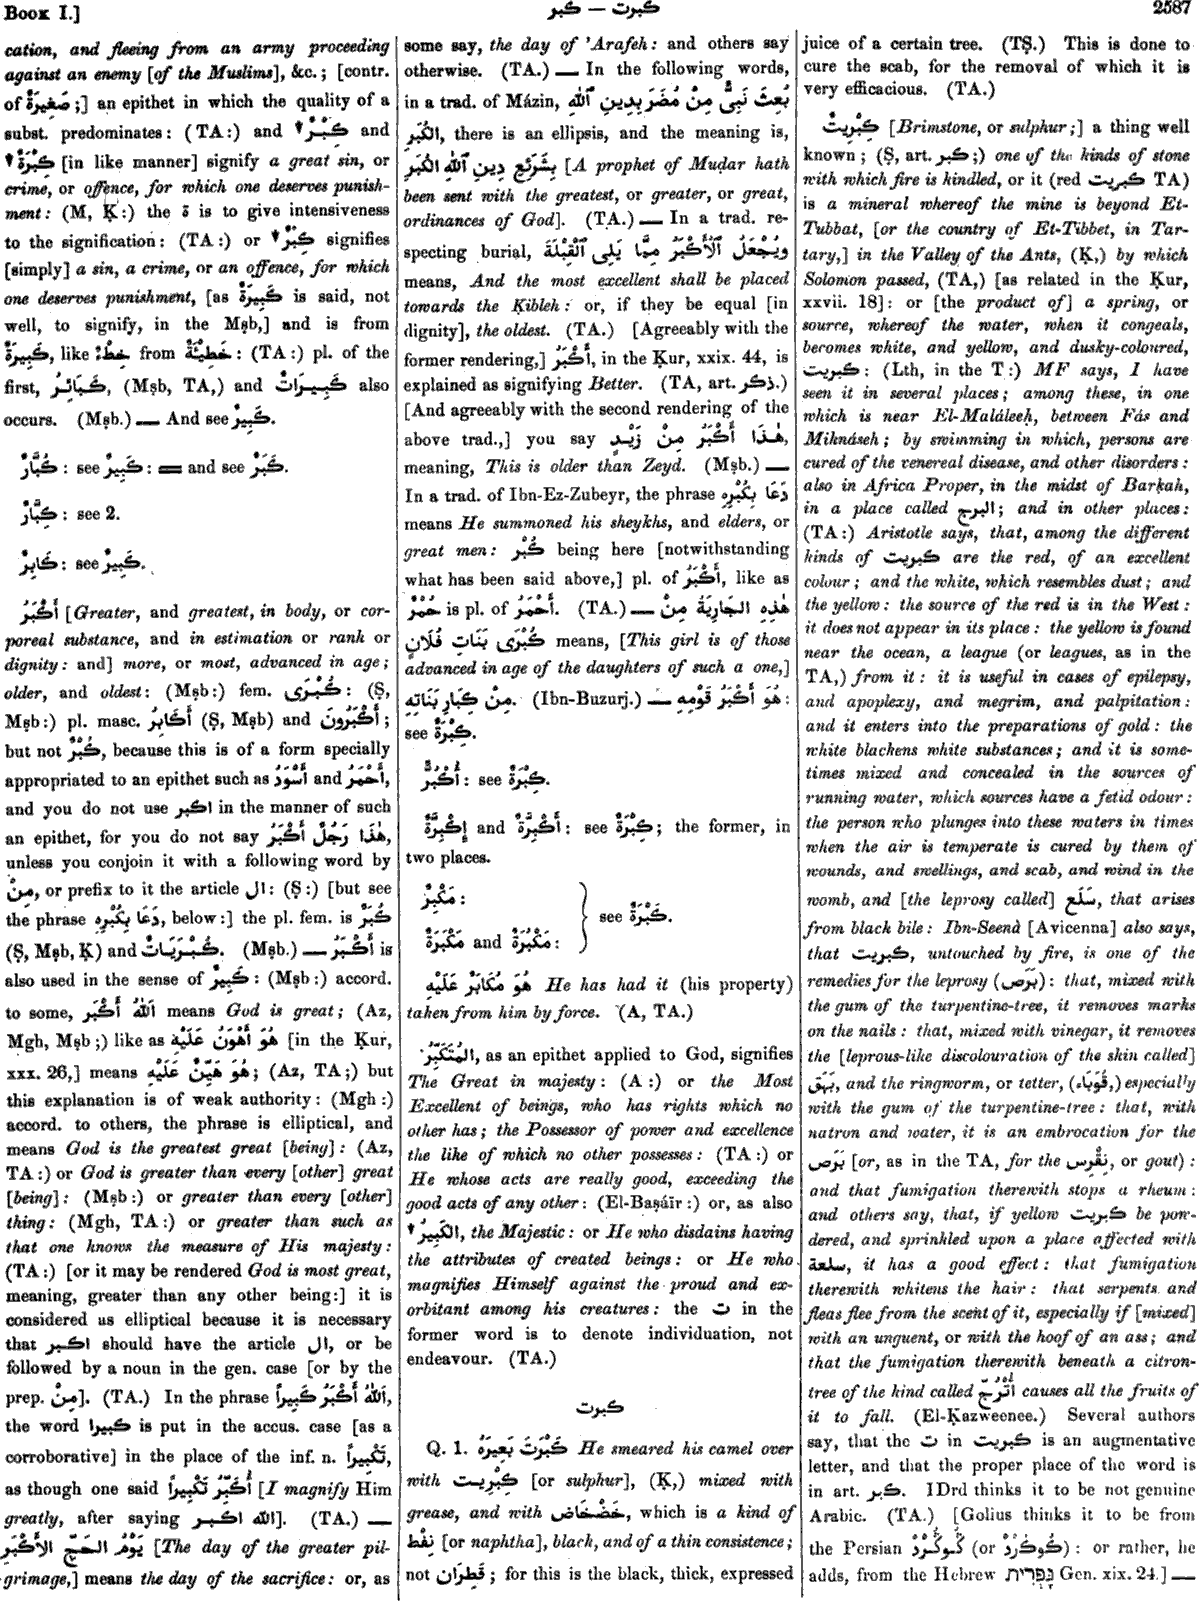 Book I.]
كبر — كبرت
2587
cation, and fleeing from an army proceeding
against an enemy [of the Muslims], &c.; [contr.
of صَغِيرَةٌ;] an epithet in which the quality of a
subst. predominates: (TA:) and كِبْرٌ and
كِبْرَةٌ [in like manner] signify a great sin, or
crime, or offence, for which one deserves punish-
ment: (M, Ḳ:) the ة is to give intensiveness
to the signification: (TA:) or كِبْرٌ signifies
[simply] a sin, a crime, or an offence, for which
one deserves punishment, [as كَبِيرَةٌ is said, not
well, to signify, in the Mṣb,] and is from
كَبِيرَةٌ, like خِطْءٌ from خَطِيْئَةٌ: (TA:) pl. of the
first, كَبَائِرُ, (Mṣb, TA,) and كَبِيرَاتٌ also
occurs. (Mṣb.) — And see كَبِيرٌ.
كُبَّارٌ: see كَبِيرٌ: = and see كَبَرٌ.
كِبَّارٌ: see 2.
كَابِرٌ: see كَبِيرٌ.
أَكْبَرُ [Greater, and greatest, in body, or cor-
poreal substance, and in estimation or rank or
dignity: and] more, or most, advanced in age;
older, and oldest: (Mṣb:) fem. كُبْرَى: (Ṣ,
Mṣb:) pl. masc. أَكَابِرُ (Ṣ, Mṣb) and أَكْبَرُونَ;
but not كُبْرٌ, because this is of a form specially
appropriated to an epithet such as أَسْوَدُ and أَحْمَرُ,
and you do not use اكبر in the manner of such
an epithet, for you do not say هٰذَا رَجُلٌ أَكْبَرُ,
unless you conjoin it with a following word by
مِنْ, or prefix to it the article ال: (Ṣ:) [but see
the phrase دَعَا بِكُبْرِهِ, below:] the pl. fem. is كُبَرٌ
(Ṣ, Mṣb, Ḳ) and كُبْرَيَاتٌ. (Mṣb.) — أَكْبَرُ is
also used in the sense of كَبِيرٌ: (Mṣb:) accord.
to some, اَللّٰهُ أَكْبَر means God is great; (Az,
Mgh, Mṣb;) like as هُوَ أَهْوَنُ عَلَيْهِ [in the Ḳur,
xxx. 26,] means هُوَ هَيِّنٌ عَلَيْهِ; (Az, TA;) but
this explanation is of weak authority: (Mgh:)
accord. to others, the phrase is elliptical, and
means God is the greatest great [being]: (Az,
TA:) or God is greater than every [other] great
[being]: (Mṣb:) or greater than every [other]
thing: (Mgh, TA:) or greater than such as
that one knows the measure of His majesty:
(TA:) [or it may be rendered God is most great,
meaning, greater than any other being:] it is
considered us elliptical because it is necessary
that اكبر should have the article ال, or be
followed by a noun in the gen. case [or by the
prep. مِنْ]. (TA.) In the phrase اَللّٰهُ أَكْبَرُ كَبِيراً,
the word كبيرا is put in the accus. case [as a
corroborative] in the place of the inf. n. تَكْبِيراً,
as though one said أُكَبِّرُ تَكْبِيراً [I magnify Him
greatly, after saying اللّه اكبر]. (TA.) —
يَوْمُ الحَجِّ الأَكْبَرِ [The day of the greater pil-
grimage,] means the day of the sacrifice: or, as
some say, the day of 'Arafeh: and others say
otherwise. (TA.) — In the following words,
in a trad. of Mázin, بُعِثَ نَبِىٌّ مِنْ مُضَرَ بِدِينِ ٱللّٰهِ
الكُبَرِ, there is an ellipsis, and the meaning is,
بِشَرَائِعِ دِينِ ٱللّٰهِ الكُبَرِ [A prophet of Muḍar hath
been sent with the greatest, or greater, or great,
ordinances of God]. (TA.) — In a trad. re-
specting burial, وَيُجْعَلُ ٱلْأَكْبَرُ مِمَّا يَلِى ٱلْقِبْلَةَ
means, And the most excellent shall be placed
towards the Ḳibleh: or, if they be equal [in
dignity], the oldest. (TA.) [Agreeably with the
former rendering,] أَكْبَرُ, in the Ḳur, xxix. 44, is
explained as signifying Better. (TA, art. ذكر.)
[And agreeably with the second rendering of the
above trad.,] you say هٰذَا أَكْبَرُ مِنْ زَيْدٍ,
meaning, This is older than Zeyd. (Mṣb.) —
In a trad. of Ibn-Ez-Zubeyr, the phrase دَعَا بِكُبْرِهِ
means He summoned his sheykhs, and elders, or
great men: كُبْر being here [notwithstanding
what has been said above,] pl. of أَكْبَرُ, like as
حُمْرٌ is pl. of أَحْمَرُ. (TA.) — هٰذِهِ الجَارِيَةُ مِنْ
كُبْرَى بَنَاتِ فُلَانٍ means, [This girl is of those
advanced in age of the daughters of such a one,]
مِنْ كِبَارِ بَنَاتِهِ. (Ibn-Buzurj.) — هُوَ أَكْبَرُ قَوْمِهِ:
see كِبْرَةٌ.
أُكْبُرٌّ: see كِبْرَةٌ.
إِكْبِرَّةٌ and أَكْبِرَّةٌ: see كِبْرَةٌ; the former, in
two places.
مَكْبِرٌ:
مَكْبَرَةٌ and مَكْبُرَةٌ:
see كَبْرَةٌ.
هُوَ مُكَابَرٌ عَلَيْهِ He has had it (his property)
taken from him by force. (A, TA.)
المُتَكَبِّرُ, as an epithet applied to God, signifies
The Great in majesty: (A:) or the Most
Excellent of beings, who has rights which no
other has; the Possessor of power and excellence
the like of which no other possesses: (TA:) or
He whose acts are really good, exceeding the
good acts of any other: (El-Baṣáïr:) or, as also
الكَبِيرُ, the Majestic: or He who disdains having
the attributes of created beings: or He who
magnifies Himself against the proud and ex-
orbitant among his creatures: the ت in the
former word is to denote individuation, not
endeavour. (TA.)
كبرت
Q. 1. كَبْرَتَ بَعِيرَهُ He smeared his camel over
with كِبْرِيت [or sulphur], (Ḳ,) mixed with
grease, and with خَضْخَاض, which is a kind of
نِفْط [or naphtha], black, and of a thin consistence;
not قَطِرَان; for this is the black, thick, expressed
juice of a certain tree. (TṢ.) This is done to
cure the scab, for the removal of which it is
very efficacious. (TA.)
كِبْرِيتٌ [Brimstone, or sulphur;] a thing well
known; (Ṣ, art. كبر;) one of the kinds of stone
with which fire is kindled, or it (red كبريت TA)
is a mineral whereof the mine is beyond Et-
Tubbat, [or the country of Et-Tibbet, in Tar-
tary,] in the Valley of the Ants, (Ḳ,) by which
Solomon passed, (TA,) [as related in the Ḳur,
xxvii. 18]: or [the product of] a spring, or
source, whereof the water, when it congeals,
becomes white, and yellow, and dusky-coloured,
كبريت: (Lth, in the T:) MF says, I have
seen it in several places; among these, in one
which is near El-Maláleeḥ, between Fás and
Miknáseh; by swimming in which, persons are
cured of the venereal disease, and other disorders:
also in Africa Proper, in the midst of Barḳah,
in a place called البرج; and in other places:
(TA:) Aristotle says, that, among the different
kinds of كبريت are the red, of an excellent
colour; and the white, which resembles dust; and
the yellow: the source of the red is in the West:
it does not appear in its place: the yellow is found
near the ocean, a league (or leagues, as in the
TA,) from it: it is useful in cases of epilepsy,
and apoplexy, and megrim, and palpitation:
and it enters into the preparations of gold: the
white blackens white substances; and it is some-
times mixed and concealed in the sources of
running water, which sources have a fetid odour:
the person who plunges into these waters in times
when the air is temperate is cured by them of
wounds, and swellings, and scab, and wind in the
womb, and [the leprosy called] سَلَع, that arises
from black bile: Ibn-Seenà [Avicenna] also says,
that كبريت, untouched by fire, is one of the
remedies for the leprosy (بَرَص): that, mixed with
the gum of the turpentine-tree, it removes marks
on the nails: that, mixed with vinegar, it removes
the [leprous-like discolouration of the skin called]
بَهَق, and the ringworm, or tetter, (قُوَبَاء,) especially
with the gum of the turpentine-tree: that, with
natron and water, it is an embrocation for the
بَرَص [or, as in the TA, for the نِقْرِس, or gout):
and that fumigation therewith stops a rheum:
and others say, that, if yellow كبريت be pow-
dered, and sprinkled upon a place affected with
سلعة, it has a good effect: that fumigation
therewith whitens the hair: that serpents and
fleas flee from the scent of it, especially if [mixed]
with an unguent, or with the hoof of an ass; and
that the fumigation therewith beneath a citron-
tree of the kind called أُتْرُجّ causes all the fruits of
it to fall. (El-Ḳazweenee.) Several authors
say, that the ت in كبريت is an augmentative
letter, and that the proper place of the word is
in art. كبر. IDrd thinks it to be not genuine
Arabic. (TA.) [Golius thinks it to be from
the Persian گُوگُرْدْ (or گُوگَرْدْ): or rather, he
adds, from the Hebrew גָּפְרִית Gen. xix. 24.] —